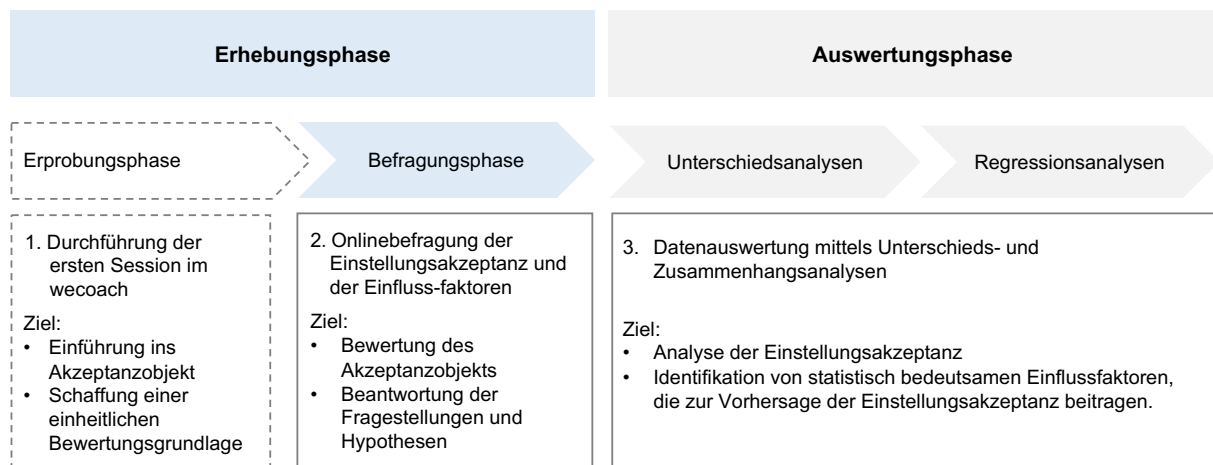 Erhebungsphase
Auswertungsphase
Erprobungsphase
Befragungsphase
Unterschiedsanalysen
Regressionsanalysen
1. Durchführung der
ersten Session im
wecoach
Ziel:
• Einführung ins
Akzeptanzobjekt
• Schaffung einer
einheitlichen
Bewertungsgrundlage
2. Onlinebefragung der
Einstellungsakzeptanz und
der Einfluss-faktoren
Ziel:
• Bewertung des
Akzeptanzobjekts
• Beantwortung der
Fragestellungen und
Hypothesen
3. Datenauswertung mittels Unterschieds- und
Zusammenhangsanalysen
Ziel:
• Analyse der Einstellungsakzeptanz
• Identifikation von statistisch bedeutsamen Einflussfaktoren,
die zur Vorhersage der Einstellungsakzeptanz beitragen.